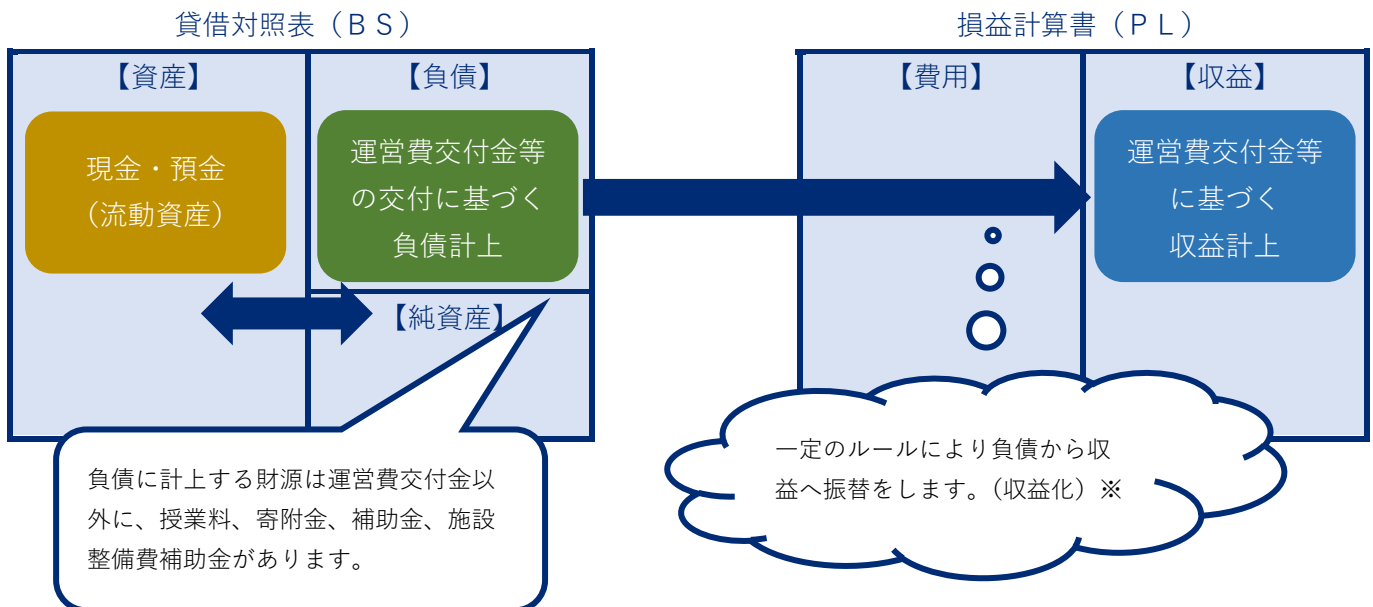 貸借対照表（ＢＳ）
【資産】
【負債】
現金・預金
（流動資産）
運営費交付金等
の交付に基づく
負債計上
【純資産】
負債に計上する財源は運営費交付金以
外に、授業料、寄附金、補助金、施設
整備費補助金があります。
損益計算書（ＰＬ）
【費用】
【収益】
運営費交付金等
に基づく
収益計上
一定のルールにより負債から収
益へ振替をします。（収益化）※